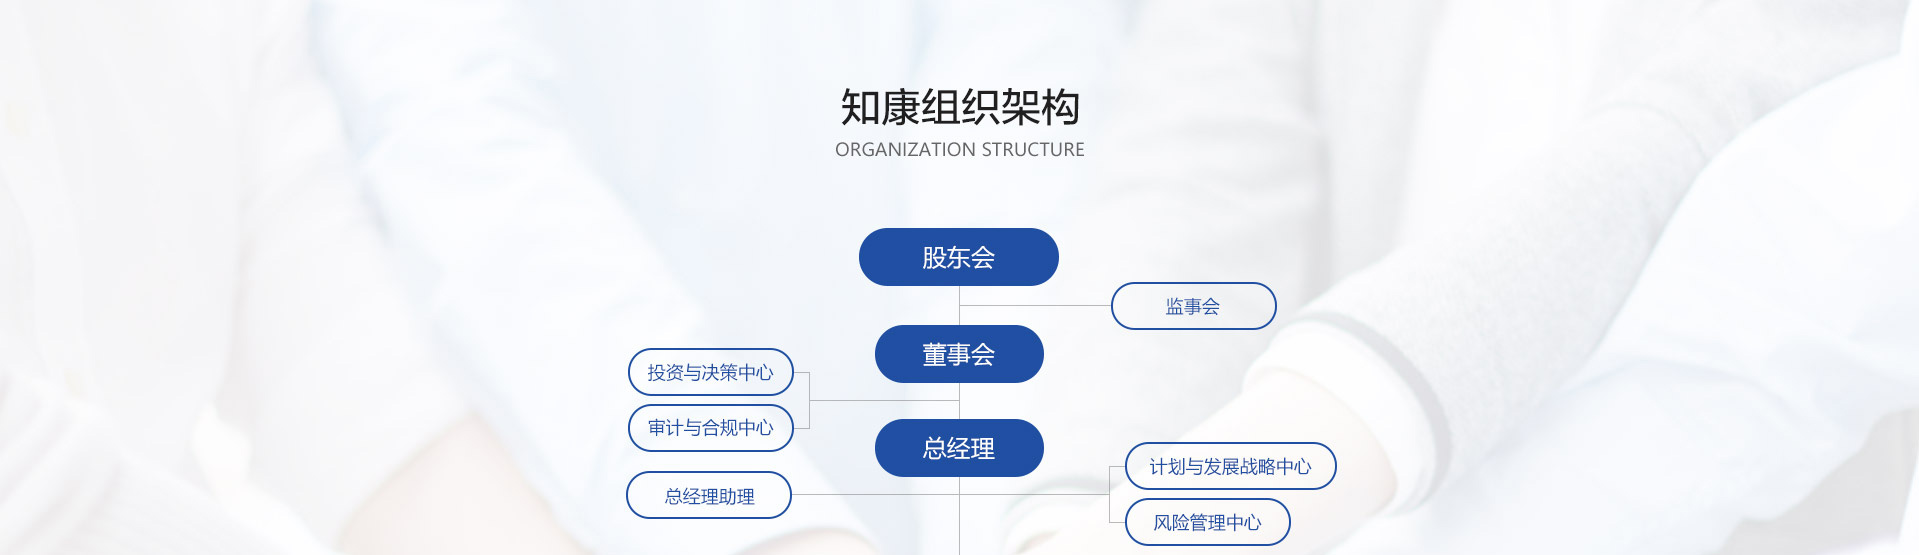 知康组织架构
ORGANIZATION STRUCTURE
股东会
监事会
董事会
投资与决策中心
审计与合规中心
总经理
总经理助理
计划与发展战略中心
风险管理中心